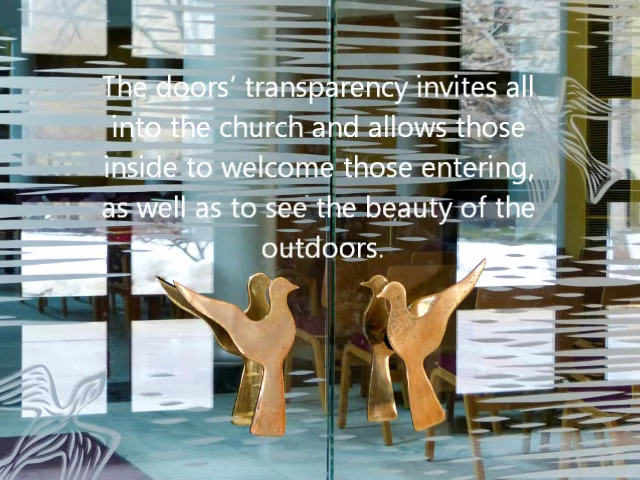 The doors’ transparency invites all
into the church and allows those
inside to welcome those entering,
as well as to see the beauty of the
outdoors.